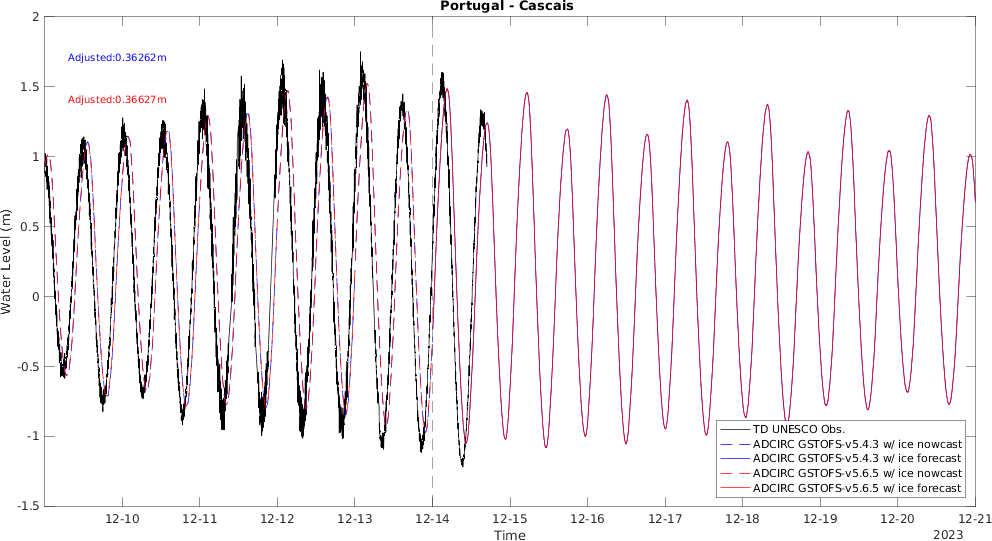 Portugal - Cascais
Adjusted:0.36262m
Adjusted:0.36627m
Water Level (m)
2
1.5
1
0.5
0
-0.5
-1
-1.5
TD UNESCO Obs.
ADCIRC GSTOFS-v5.4.3 w/ ice nowcast
ADCIRC GSTOFS-v5.4.3 w/ ice forecast
ADCIRC GSTOFS-v5.6.5 w/ ice nowcast
ADCIRC GSTOFS-v5.6.5 w/ ice forecast
12-10 12-11 12-12 12-13 12-14 12-15 12-16 12-17 12-18 12-19 12-20 12-21
Time
2023